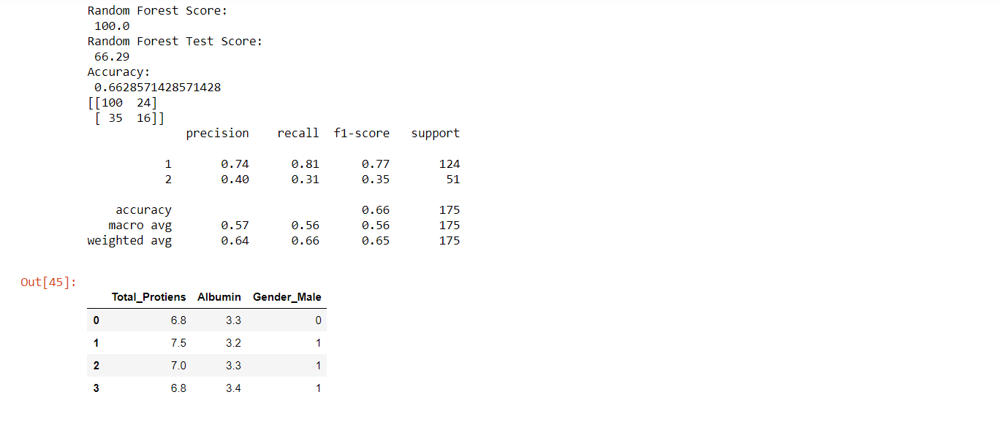 Random Forest Score:
100.0
Random Forest Test Score:
66.29
Accuracy:
0.6628571428571428
[[100  24]
[ 35  16]]
precision    recall  f1-score   support
1       0.74      0.81      0.77       124
2       0.40      0.31      0.35        51
accuracy                           0.66       175
macro avg       0.57      0.56      0.56       175
weighted avg       0.64      0.66      0.65       175
Out[45]:
Total_Protiens Albumin Gender_Male
0 6.8 3.3 0
1 7.5 3.2 1
2 7.0 3.3 1
3 6.8 3.4 1